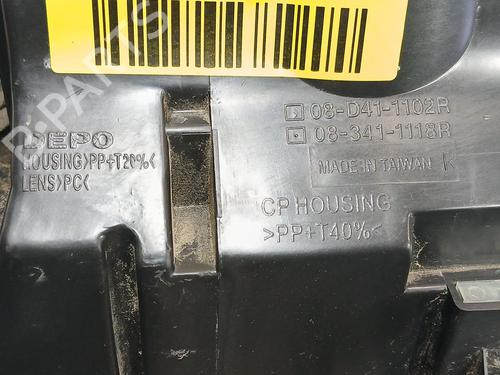 B-PARTS
08-D41-1102R
08-341-1118R
MADE IN TAIWAN K
DEPO
HOUSING>PP+T20%<
LENS>PC<
CP HOUSING
>PP+T40%<